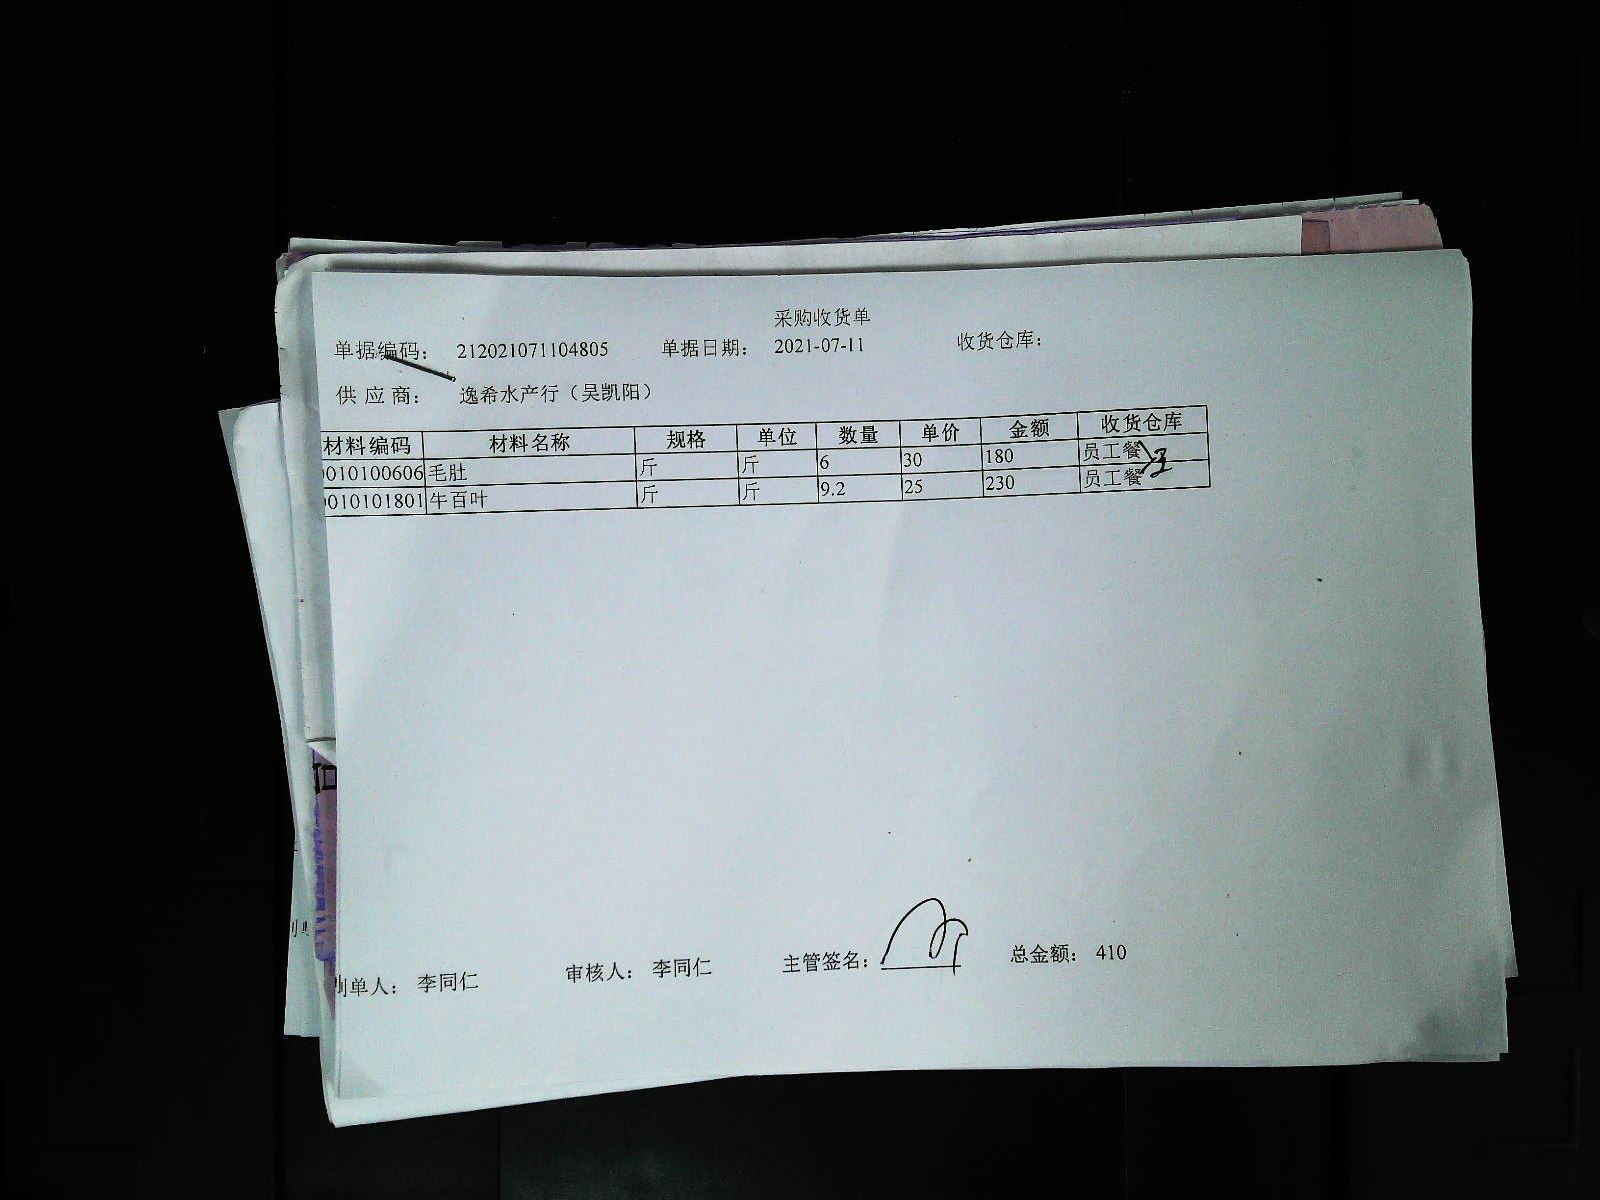 采购收货单
单据编码： 212021071104805 单据日期： 2021-07-11 收货仓库：
供 应 商： 逸希水产行（吴凯阳）
材料编码 材料名称 规格 单位 数量 单价 金额 收货仓库
010100606 毛肚 斤 斤 6 30 180 员工餐
010101801 牛百叶 斤 斤 9.2 25 230 员工餐
制单人： 李同仁 审核人： 李同仁 主管签名： 总金额： 410